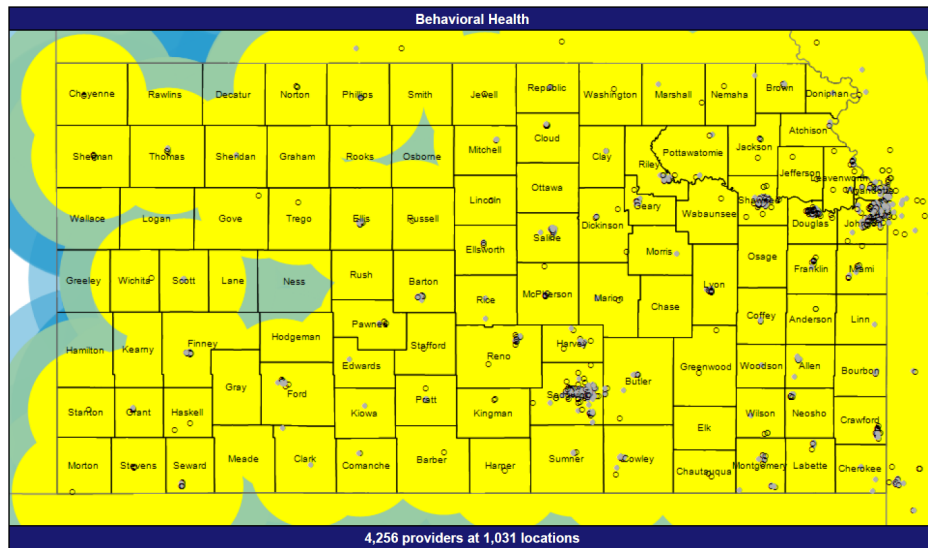 Behavioral Health
Cheyenne Rawlins Decatur Norton Phillips Smith Jewell Republic Washington Marshall Nemaha Brown Doniphan
Sherman Thomas Sheridan Graham Rooks Osborne Mitchell Cloud Clay Riley Pottawatomie Jackson Atchison
Jefferson Leavenworth Wyandotte
Wallace Logan Gove Trego Ellis Russell Lincoln Ottawa Saline Dickinson Geary Wabaunsee Shawnee Douglas Johnson
Greeley Wichita Scott Lane Ness Rush Barton Ellsworth McPherson Marion Morris Chase Lyon Osage Franklin Miami
Hamilton Kearny Finney Hodgeman Pawnee Stafford Rice Reno Harvey Coffey Anderson Linn
Stanton Grant Haskell Gray Ford Edwards Kiowa Pratt Kingman Sedgwick Butler Greenwood Woodson Allen Bourbon
Elk Wilson Neosho Crawford
Morton Stevens Seward Meade Clark Comanche Barber Harper Sumner Cowley Chautauqua Montgomery Labette Cherokee
4,256 providers at 1,031 locations